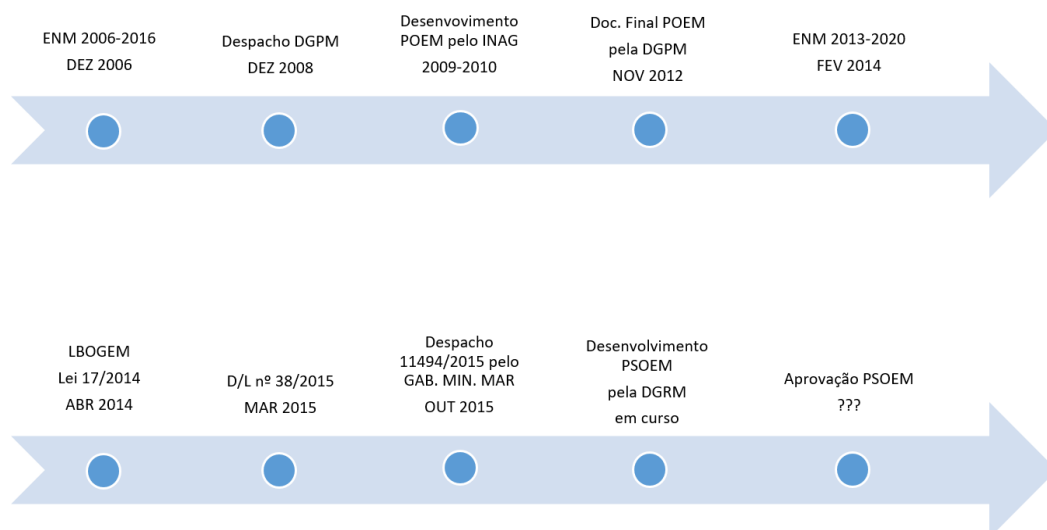 ENM 2006-2016
DEZ 2006
Despacho DGPM
DEZ 2008
Desenvovimento
POEM pelo INAG
2009-2010
Doc. Final POEM
pela DGPM
NOV 2012
ENM 2013-2020
FEV 2014
LBOGEM
Lei 17/2014
ABR 2014
D/L nº 38/2015
MAR 2015
Despacho
11494/2015 pelo
GAB. MIN. MAR
OUT 2015
Desenvolvimento
PSOEM
pela DGRM
em curso
Aprovação PSOEM
???